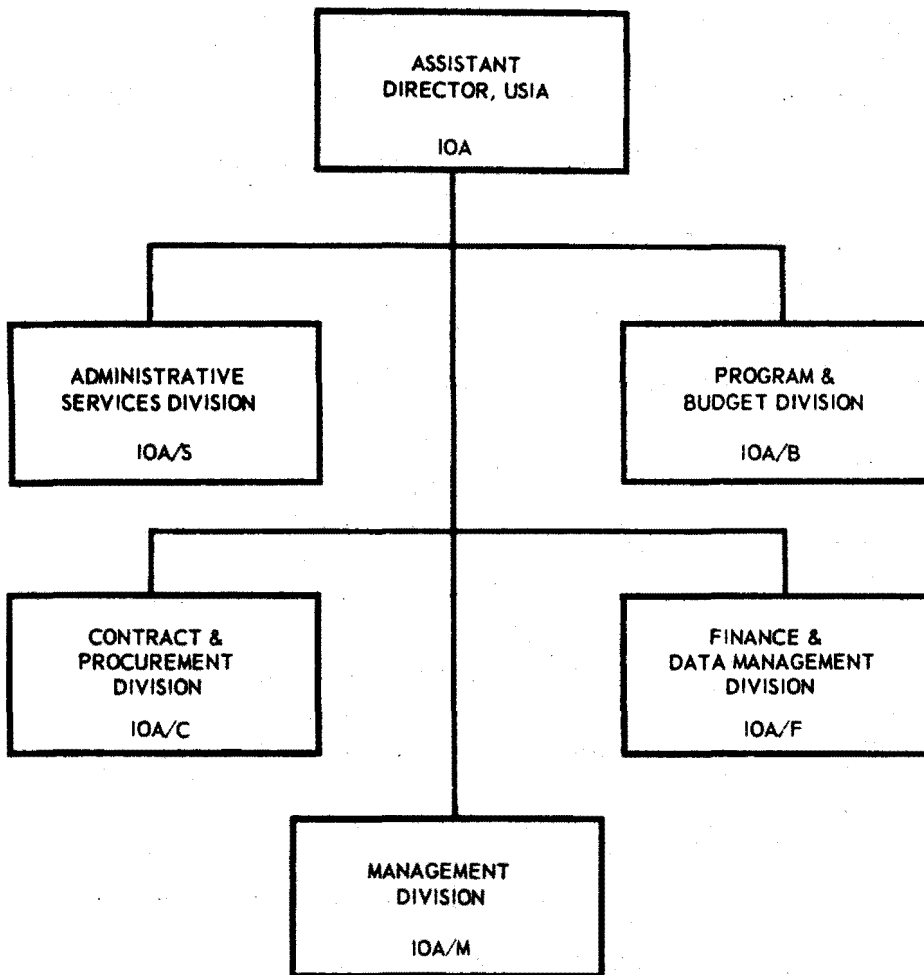 ASSISTANT
DIRECTOR, USIA
IOA
ADMINISTRATIVE
SERVICES DIVISION
IOA/S
PROGRAM &
BUDGET DIVISION
IOA/B
CONTRACT &
PROCUREMENT
DIVISION
IOA/C
FINANCE &
DATA MANAGEMENT
DIVISION
IOA/F
MANAGEMENT
DIVISION
IOA/M